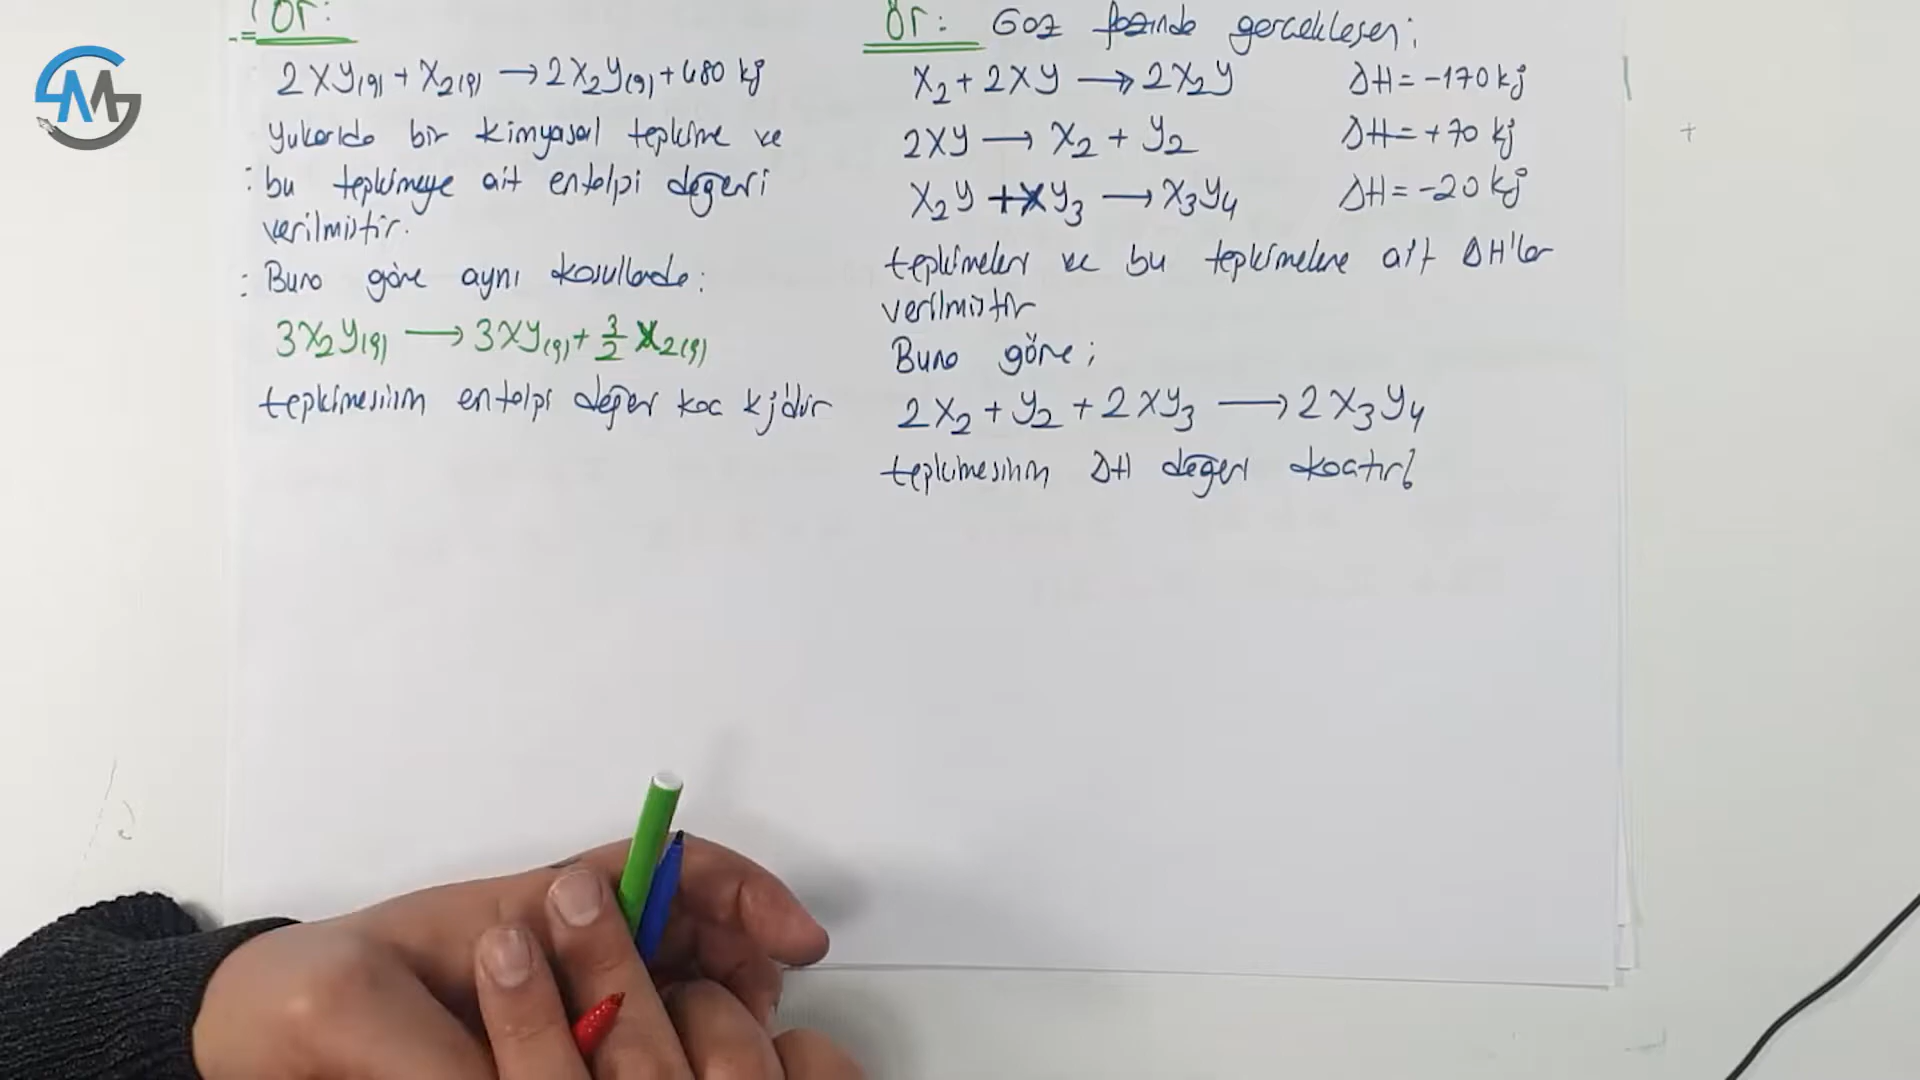 Ör:
2XY(g) + X2(g) → 2X2Y(g) + 680 kj
Yukarıda bir kimyasal tepkime ve
bu tepkimeye ait entalpi değeri
verilmiştir.
Buna göre aynı koşullarda:
3X2Y(g) → 3XY(g) + 3/2 X2(g)
tepkimesinin entalpi değer kaç kj'dür
Ör: Gaz fazında gerçekleşen;
X2 + 2XY → 2X2Y ΔH = -170 kj
2XY → X2 + Y2 ΔH = +70 kj
X2Y + XY3 → X3Y4 ΔH = -20 kj
tepkimeleri ve bu tepkimelere ait ΔH'lar
verilmiştir
Buna göre;
2X2 + Y2 + 2XY3 → 2X3Y4
tepkimesinin ΔH değeri kaçtır?